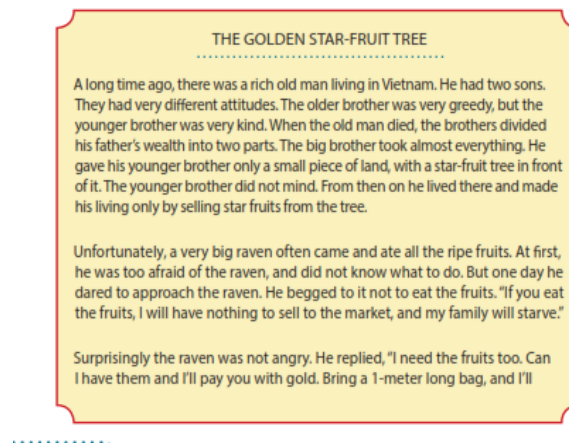 THE GOLDEN STAR-FRUIT TREE
A long time ago, there was a rich old man living in Vietnam. He had two sons.
They had very different attitudes. The older brother was very greedy, but the
younger brother was very kind. When the old man died, the brothers divided
his father's wealth into two parts. The big brother took almost everything. He
gave his younger brother only a small piece of land, with a star-fruit tree in front
of it. The younger brother did not mind. From then on he lived there and made
his living only by selling star fruits from the tree.
Unfortunately, a very big raven often came and ate all the ripe fruits. At first,
he was too afraid of the raven, and did not know what to do. But one day he
dared to approach the raven. He begged to it not to eat the fruits. "If you eat
the fruits, I will have nothing to sell to the market, and my family will starve."
Surprisingly the raven was not angry. He replied, "I need the fruits too. Can
I have them and I'll pay you with gold. Bring a 1-meter long bag, and I'll